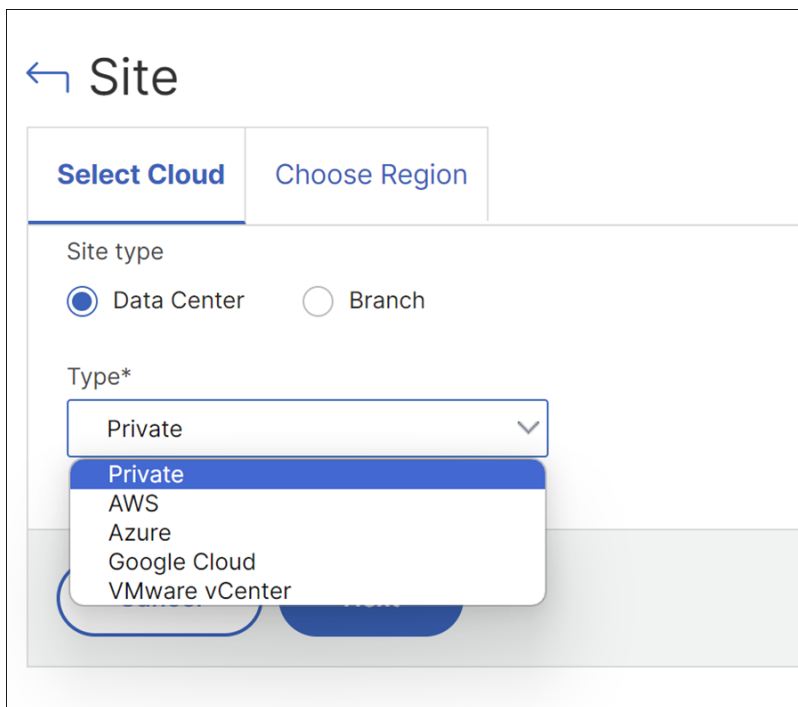 Site
Select Cloud Choose Region
Site type
Data Center Branch
Type*
Private
Private
AWS
Azure
Google Cloud
VMware vCenter